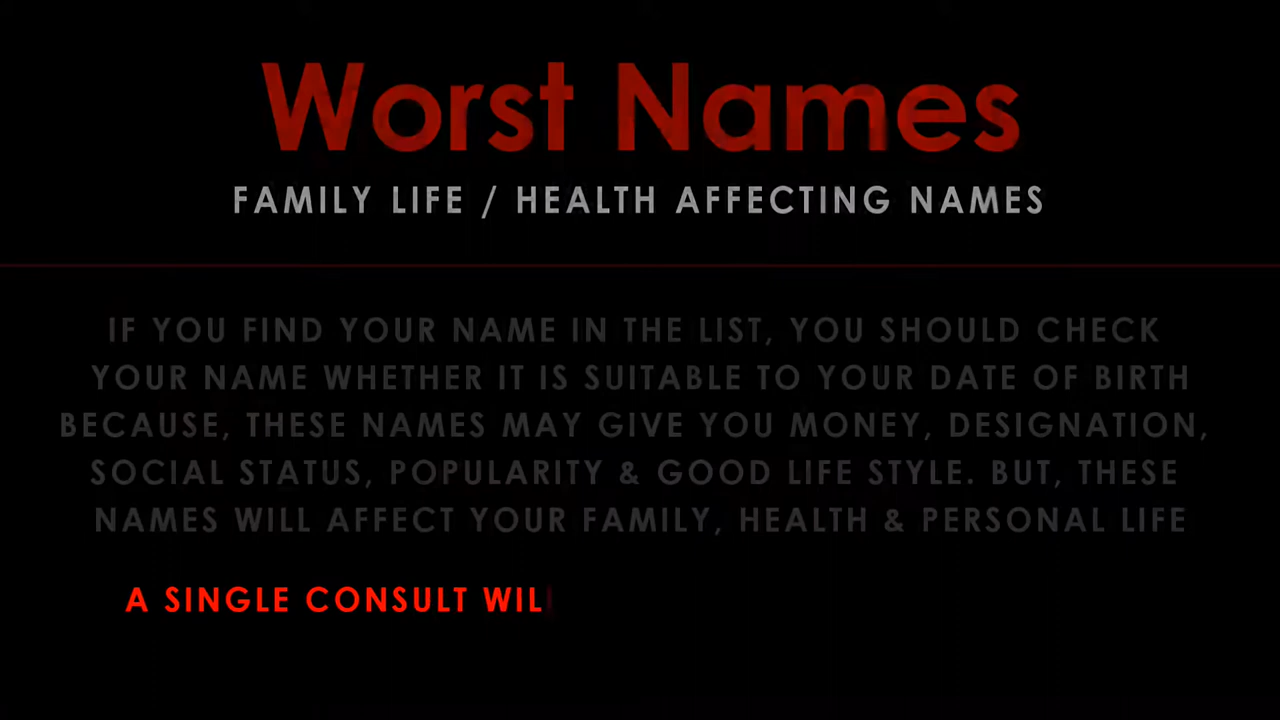 Worst Names
FAMILY LIFE / HEALTH AFFECTING NAMES
IF YOU FIND YOUR NAME IN THE LIST, YOU SHOULD CHECK
YOUR NAME WHETHER IT IS SUITABLE TO YOUR DATE OF BIRTH
BECAUSE, THESE NAMES MAY GIVE YOU MONEY, DESIGNATION,
SOCIAL STATUS, POPULARITY & GOOD LIFE STYLE. BUT, THESE
NAMES WILL AFFECT YOUR FAMILY, HEALTH & PERSONAL LIFE
A SINGLE CONSULT WILL